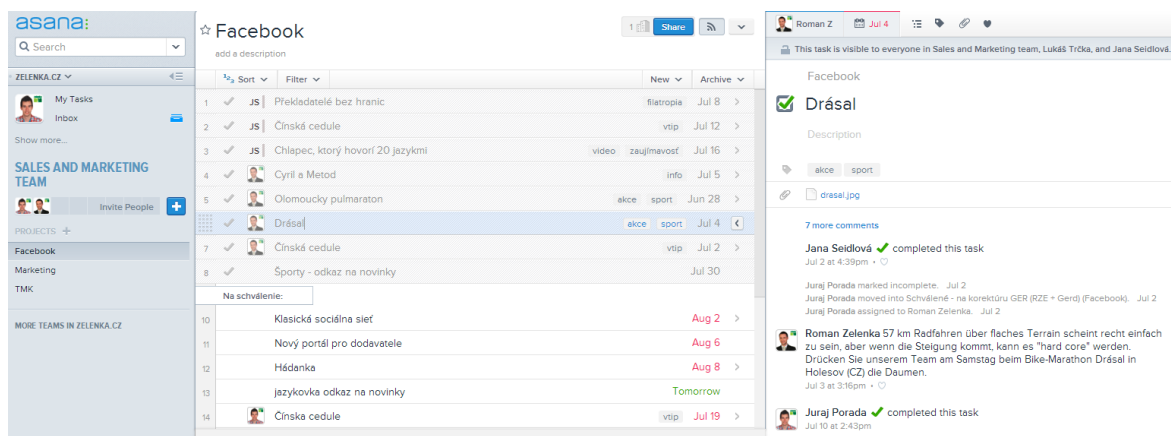 asana:
Search
ZELENKA.CZ
My Tasks
Inbox
Show more...
SALES AND MARKETING
TEAM
Invite People +
PROJECTS +
Facebook
Marketing
TMK
MORE TEAMS IN ZELENKA.CZ
Facebook
add a description
1 Share
Sort Filter New Archive
1 JS Překladatelé bez hranic filatropia Jul 8 >
2 JS Čínská cedule vtip Jul 12 >
3 JS Chlapec, ktorý hovorí 20 jazykmi video zaujímavosť Jul 16 >
4 Cyril a Metod info Jul 5 >
5 Olomoucky pulmaraton akce sport Jun 28 >
Drásal akce sport Jul 4 <
7 Čínská cedule vtip Jul 2 >
8 Športy - odkaz na novinky Jul 30
Na schválenie:
10 Klasická sociálna sieť Aug 2 >
11 Nový portál pro dodavatele Aug 6
12 Hádanka Aug 8 >
13 jazykovka odkaz na novinky Tomorrow
14 Čínska cedule vtip Jul 19 >
Roman Z Jul 4
This task is visible to everyone in Sales and Marketing team, Lukáš Trčka, and Jana Seidlová.
Facebook
Drásal
Description
akce sport
drasal.jpg
7 more comments
Jana Seidlová completed this task
Jul 2 at 4:39pm •
Juraj Porada marked incomplete. Jul 2
Juraj Porada moved into Schválené - na korektúru GER (RZE + Gerd) (Facebook). Jul 2
Juraj Porada assigned to Roman Zelenka. Jul 2
Roman Zelenka 57 km Radfahren über flaches Terrain scheint recht einfach
zu sein, aber wenn die Steigung kommt, kann es "hard core" werden.
Drücken Sie unserem Team am Samstag beim Bike-Marathon Drásal in
Holesov (CZ) die Daumen.
Jul 3 at 3:16pm •
Juraj Porada completed this task
Jul 10 at 2:43pm